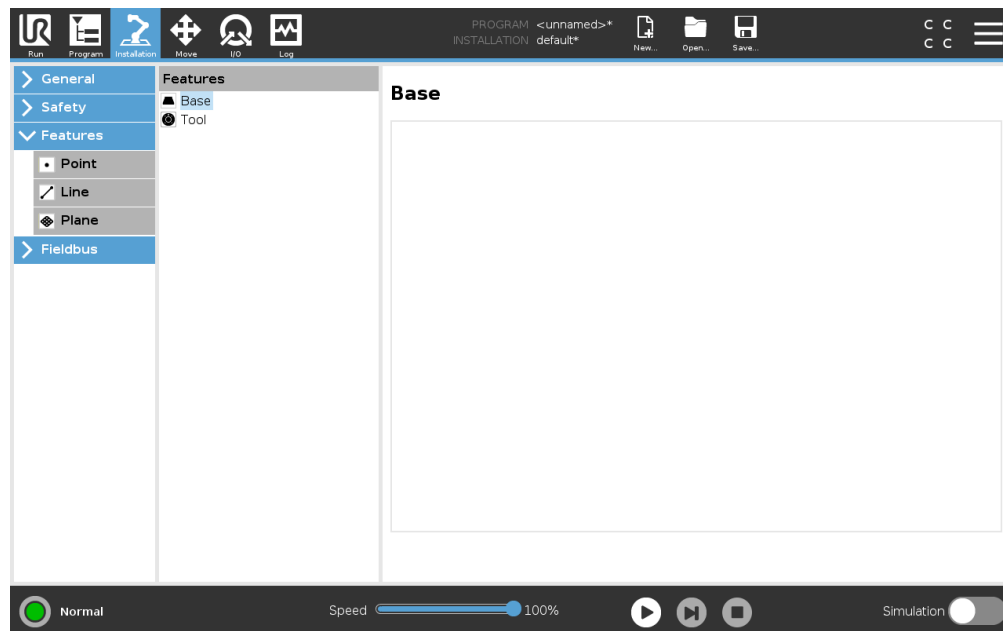 UR
Run
Program
Installation
Move
I/O
Log
PROGRAM <unnamed>*
INSTALLATION default*
New...
Open...
Save...
C C
C C
General
Safety
Features
Point
Line
Plane
Fieldbus
Features
Base
Tool
Base
Normal
Speed 100%
Simulation